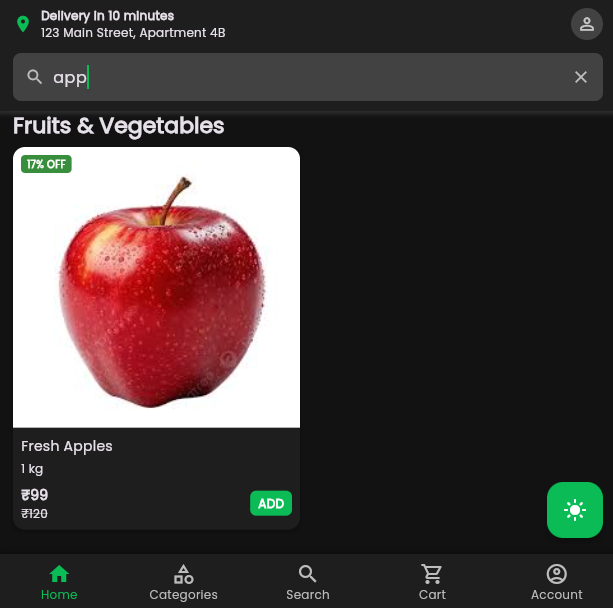 Delivery in 10 minutes
123 Main Street, Apartment 4B
app
Fruits & Vegetables
17% OFF
Fresh Apples
1 kg
₹99
ADD
₹120
Home
Categories
Search
Cart
Account